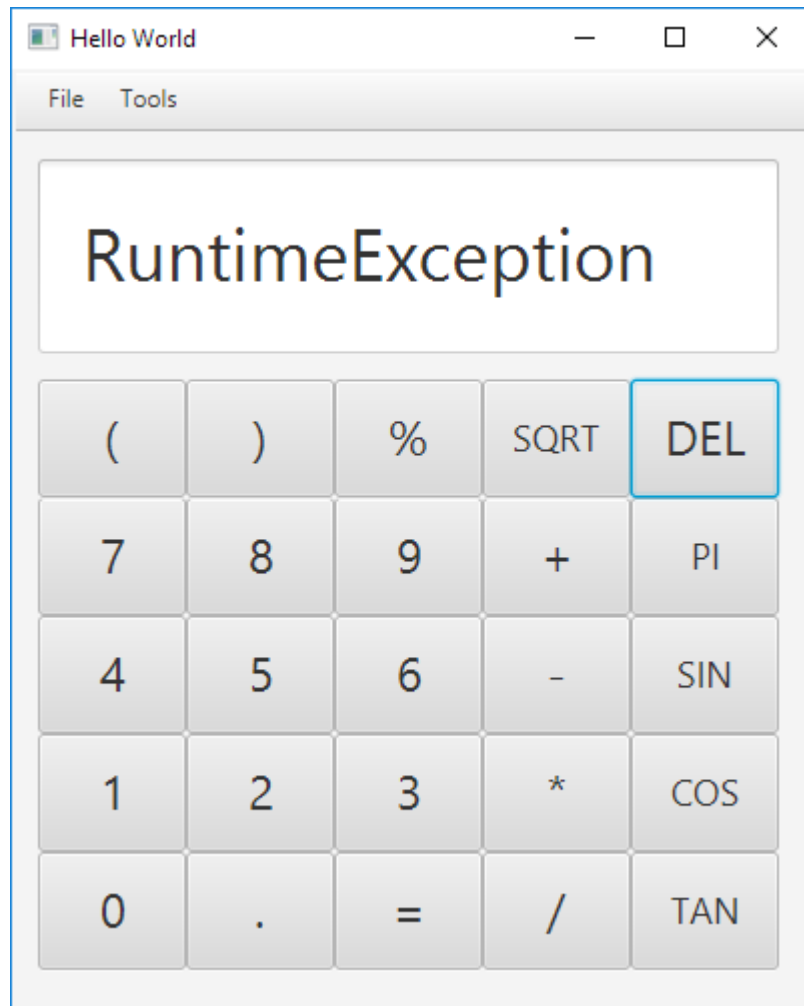 Hello World
File Tools
RuntimeException
( ) % SQRT DEL
7 8 9 + PI
4 5 6 - SIN
1 2 3 * COS
0 . = / TAN